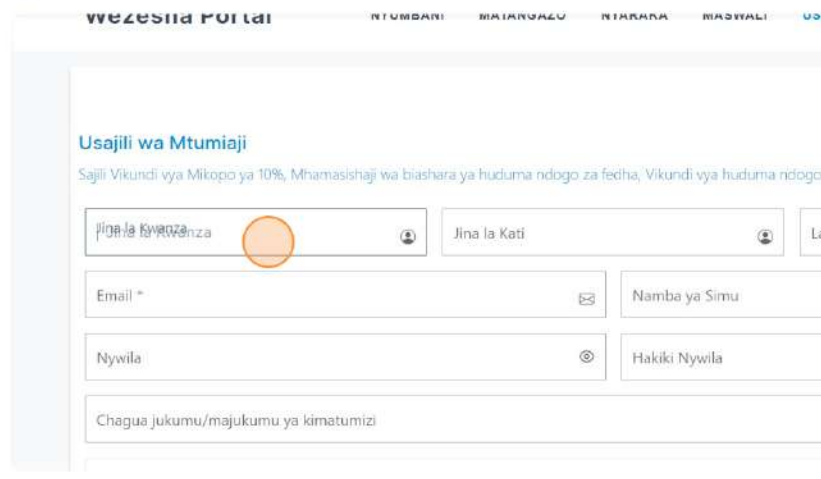 Wezesha Portal NYUMBANI MATANGAZO NYARAKA MASWALI US
Usajili wa Mtumiaji
Sajili Vikundi vya Mikopo ya 10%, Mhamasishaji wa biashara ya huduma ndogo za fedha, Vikundi vya huduma ndogo
Jina la Kwanza Jina la Kati La
Email * Namba ya Simu
Nywila Hakiki Nywila
Chagua jukumu/majukumu ya kimatumizi